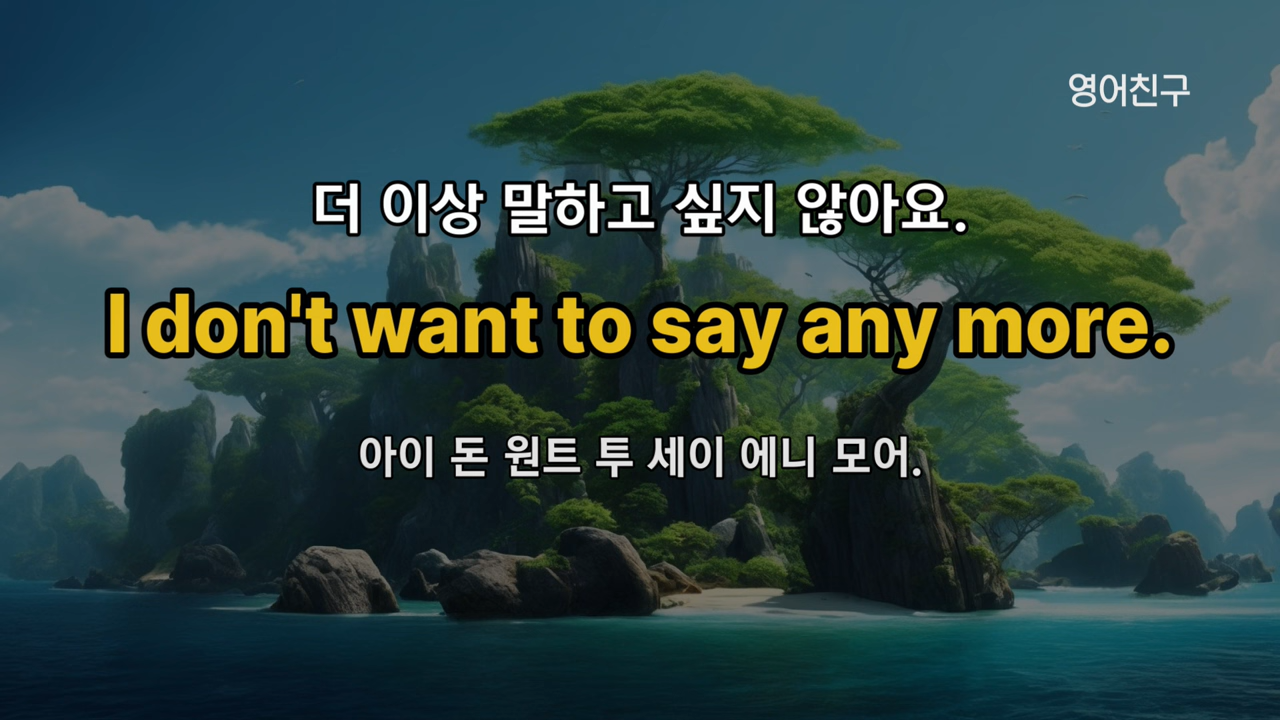 영어친구
더 이상 말하고 싶지 않아요.
I don't want to say any more.
아이 돈 원트 투 세이 에니 모어.